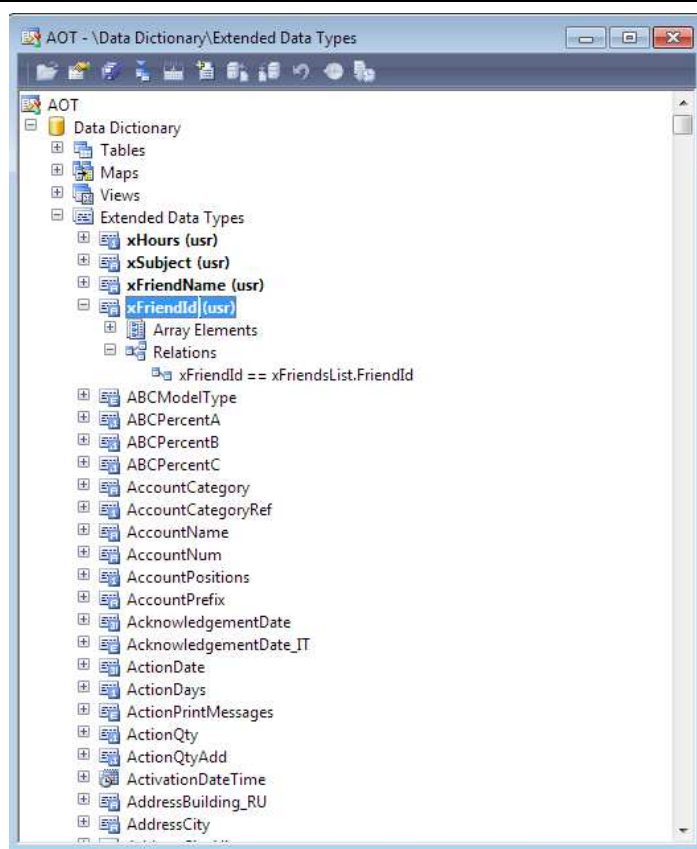 AOT - \Data Dictionary\Extended Data Types
AOT
Data Dictionary
Tables
Maps
Views
Extended Data Types
xHours (usr)
xSubject (usr)
xFriendName (usr)
xFriendId (usr)
Array Elements
Relations
xFriendId == xFriendsList.FriendId
ABCModelType
ABCPercentA
ABCPercentB
ABCPercentC
AccountCategory
AccountCategoryRef
AccountName
AccountNum
AccountPositions
AccountPrefix
AcknowledgementDate
AcknowledgementDate_IT
ActionDate
ActionDays
ActionPrintMessages
ActionQty
ActionQtyAdd
ActivationDateTime
AddressBuilding_RU
AddressCity